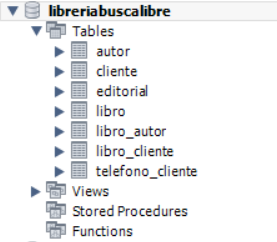 libreriabuscalibre
Tables
autor
cliente
editorial
libro
libro_autor
libro_cliente
telefono_cliente
Views
Stored Procedures
Functions